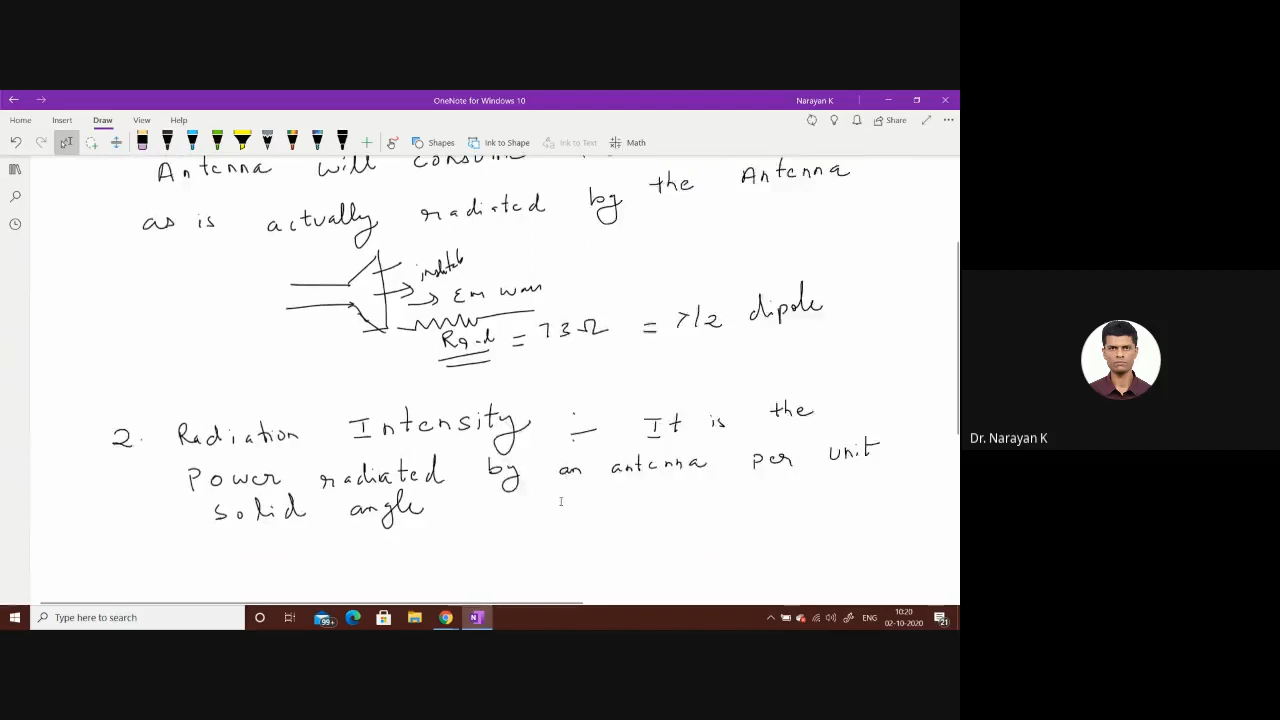 OneNote for Windows 10
Narayan K
Home Insert Draw View Help
Share
Shapes Ink to Shape Ink to Text Math
Antenna will
as is actually radiated by the Antenna
Em
Rrad = 73 Ω = λ/2 dipole
2. Radiation Intensity ÷ It is the
Power radiated by an antenna per unit
solid angle
Dr. Narayan K
Type here to search
99+
ENG
10:20
02-10-2020
21